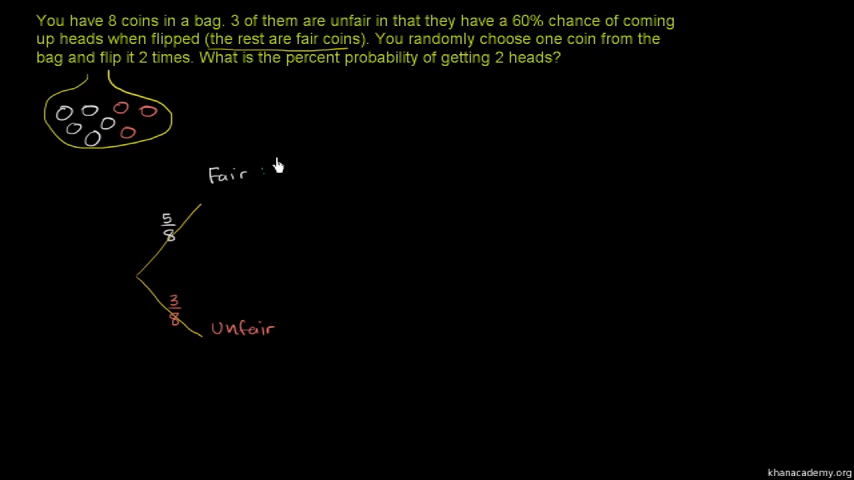 You have 8 coins in a bag. 3 of them are unfair in that they have a 60% chance of coming
up heads when flipped (the rest are fair coins). You randomly choose one coin from the
bag and flip it 2 times. What is the percent probability of getting 2 heads?
Fair :
5/8
3/8
Unfair
khanacademy.org